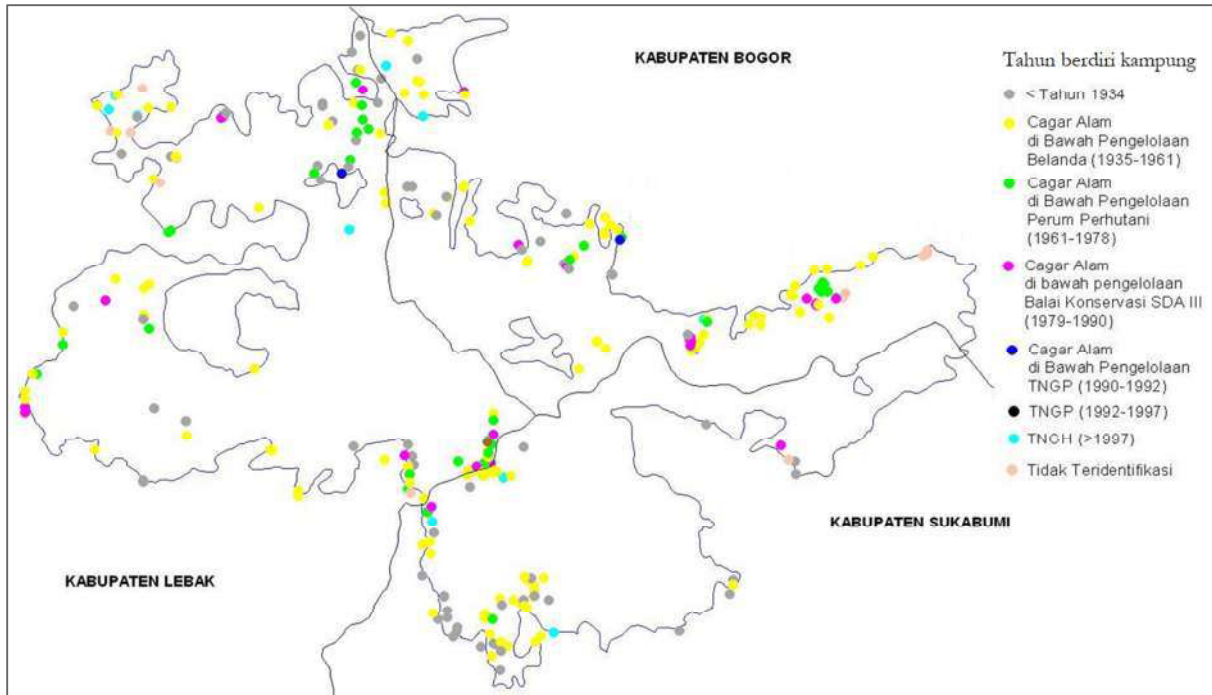 KABUPATEN BOGOR
Tahun berdiri kampung
< Tahun 1934
Cagar Alam
di Bawah Pengelolaan
Belanda (1935-1961)
Cagar Alam
di Bawah Pengelolaan
Perum Perhutani
(1961-1978)
Cagar Alam
di bawah pengelolaan
Balai Konservasi SDA III
(1979-1990)
Cagar Alam
di Bawah Pengelolaan
TNGP (1990-1992)
TNGP (1992-1997)
TNGH (>1997)
Tidak Teridentifikasi
KABUPATEN SUKABUMI
KABUPATEN LEBAK